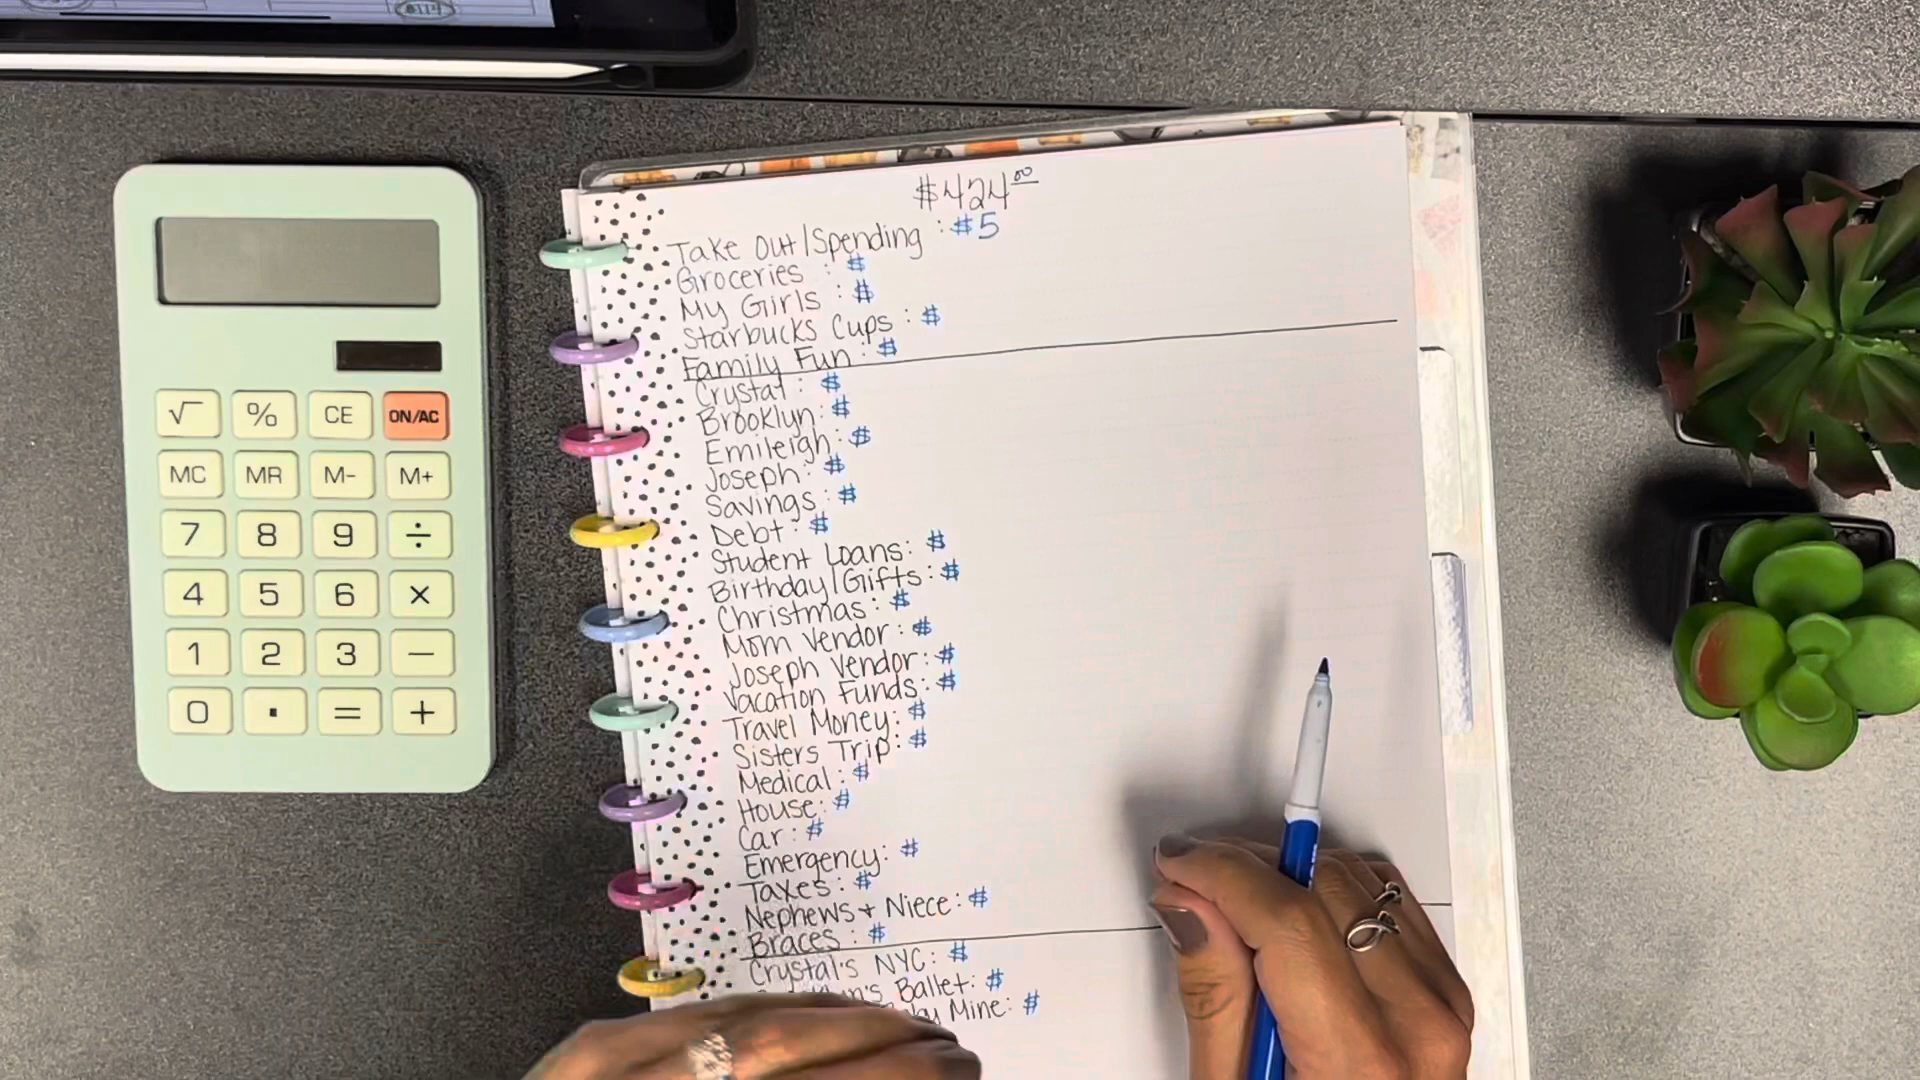 $424.00
Take Out/Spending : $5
Groceries : $
My Girls : $
Starbucks Cups : $
Family Fun : $
Crystal : $
Brooklyn : $
Emileigh : $
Joseph : $
Savings : $
Debt : $
Student Loans : $
Birthday/Gifts : $
Christmas : $
Mom Vendor : $
Joseph Vendor : $
Vacation Funds : $
Travel Money : $
Sisters Trip : $
Medical : $
House : $
Car : $
Emergency : $
Taxes : $
Nephews + Niece : $
Braces : $
Crystal's NYC : $
Ballet : $
Mine : $
√ % CE ON/AC
MC MR M- M+
7 8 9 ÷
4 5 6 ×
1 2 3 −
0 . = +